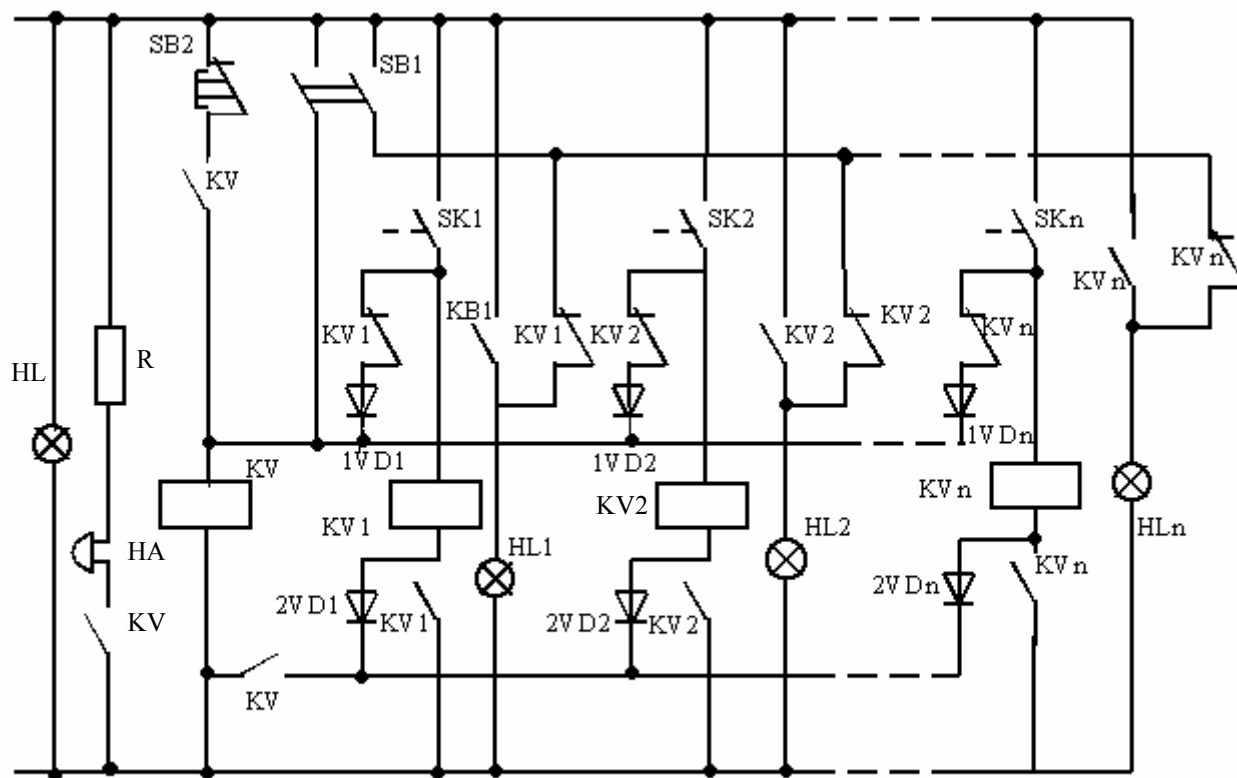 SB2
SB1
KV
SK1
SK2
SKn
KVn
KVn
KV1
KB1
KV1
KV2
KV2
KV2
KVn
HL
R
1VD1
1VD2
1VDn
KV
KV1
KV2
KVn
HA
HL1
HL2
HLn
KV
2VD1
KV1
2VD2
KV2
2VDn
KVn
KV